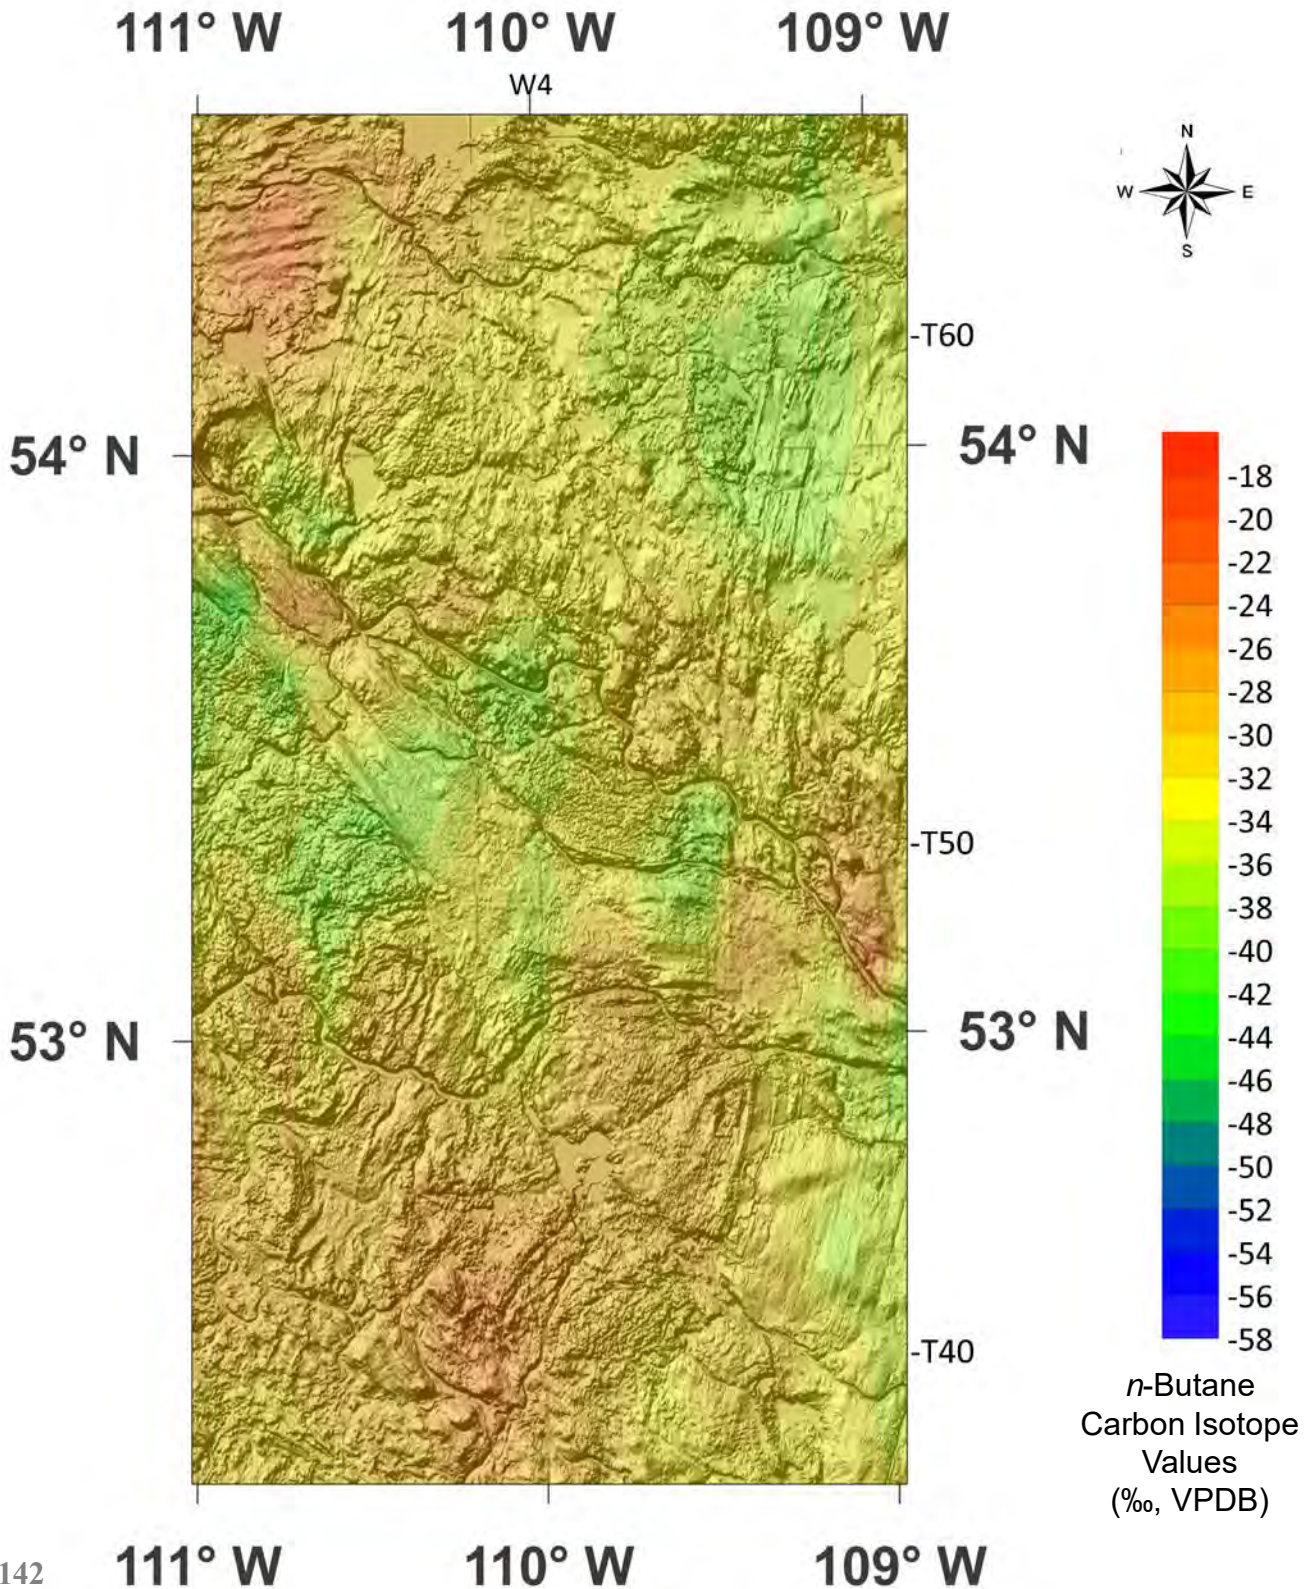 111° W 110° W 109° W
W4
N
W E
S
-T60
54° N 54° N
-18
-20
-22
-24
-26
-28
-30
-32
-34
-T50
-36
-38
-40
-42
53° N 53° N
-44
-46
-48
-50
-52
-54
-56
-58
-T40
n-Butane
Carbon Isotope
Values
(‰, VPDB)
142 111° W 110° W 109° W